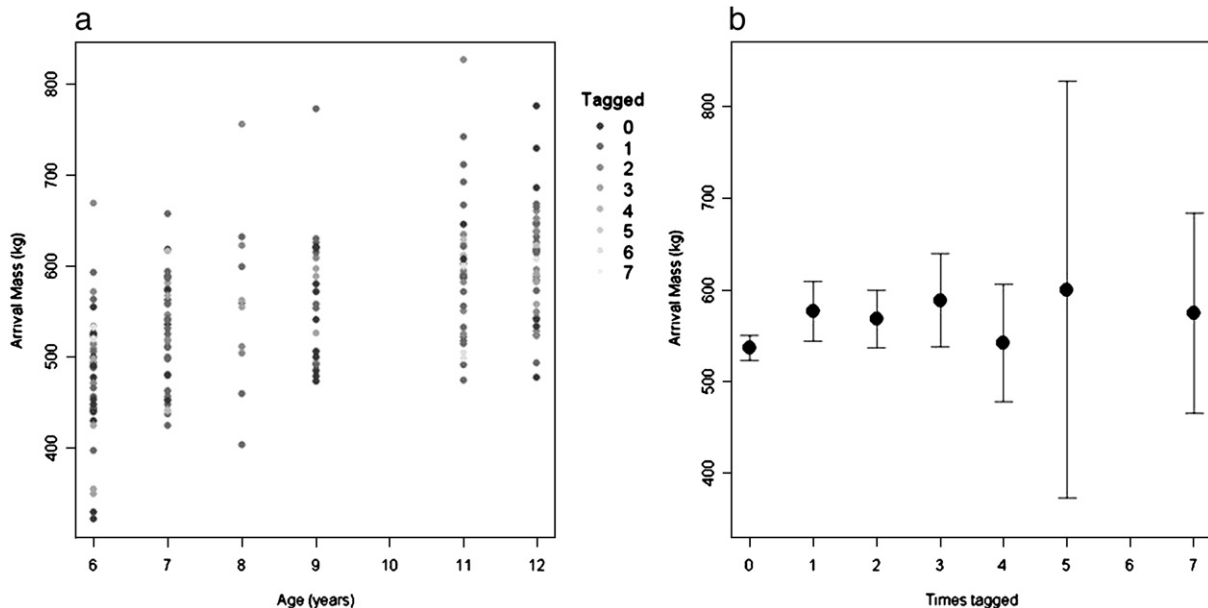 a
800
700
600
500
400
Arrival Mass (kg)
6 7 8 9 10 11 12
Age (years)
Tagged
0
1
2
3
4
5
6
7
b
800
700
600
500
400
Arrival Mass (kg)
0 1 2 3 4 5 6 7
Times tagged